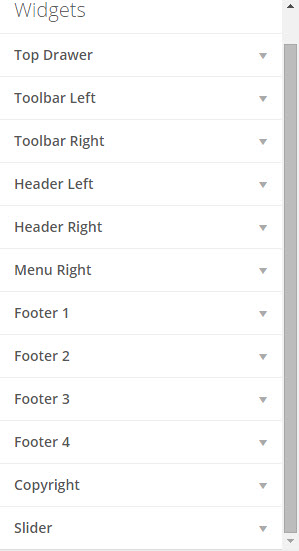 Widgets
Top Drawer
Toolbar Left
Toolbar Right
Header Left
Header Right
Menu Right
Footer 1
Footer 2
Footer 3
Footer 4
Copyright
Slider